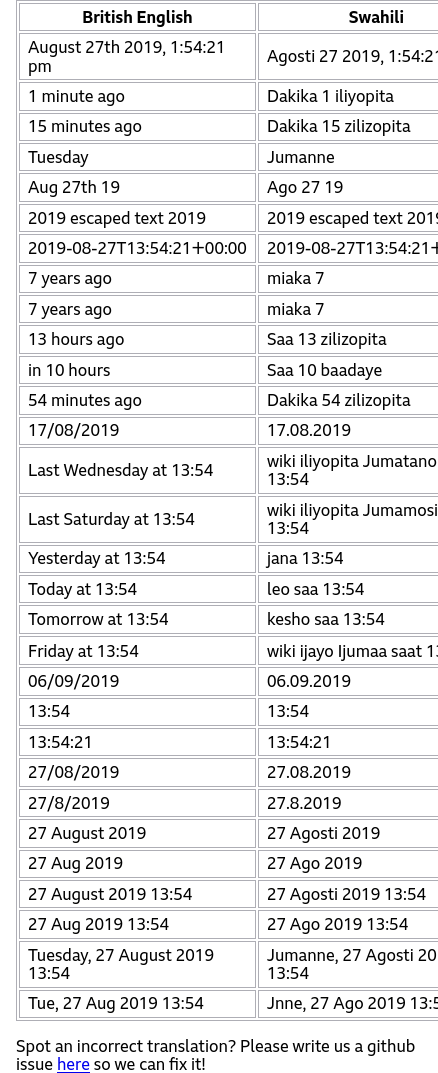 British English Swahili
August 27th 2019, 1:54:21 pm Agosti 27 2019, 1:54:21
1 minute ago Dakika 1 iliyopita
15 minutes ago Dakika 15 zilizopita
Tuesday Jumanne
Aug 27th 19 Ago 27 19
2019 escaped text 2019 2019 escaped text 2019
2019-08-27T13:54:21+00:00 2019-08-27T13:54:21+
7 years ago miaka 7
7 years ago miaka 7
13 hours ago Saa 13 zilizopita
in 10 hours Saa 10 baadaye
54 minutes ago Dakika 54 zilizopita
17/08/2019 17.08.2019
Last Wednesday at 13:54 wiki iliyopita Jumatano 13:54
Last Saturday at 13:54 wiki iliyopita Jumamosi 13:54
Yesterday at 13:54 jana 13:54
Today at 13:54 leo saa 13:54
Tomorrow at 13:54 kesho saa 13:54
Friday at 13:54 wiki ijayo Ijumaa saat
06/09/2019 06.09.2019
13:54 13:54
13:54:21 13:54:21
27/08/2019 27.08.2019
27/8/2019 27.8.2019
27 August 2019 27 Agosti 2019
27 Aug 2019 27 Ago 2019
27 August 2019 13:54 27 Agosti 2019 13:54
27 Aug 2019 13:54 27 Ago 2019 13:54
Tuesday, 27 August 2019 13:54 Jumanne, 27 Agosti 20 13:54
Tue, 27 Aug 2019 13:54 Jnne, 27 Ago 2019
Spot an incorrect translation? Please write us a github
issue here so we can fix it!